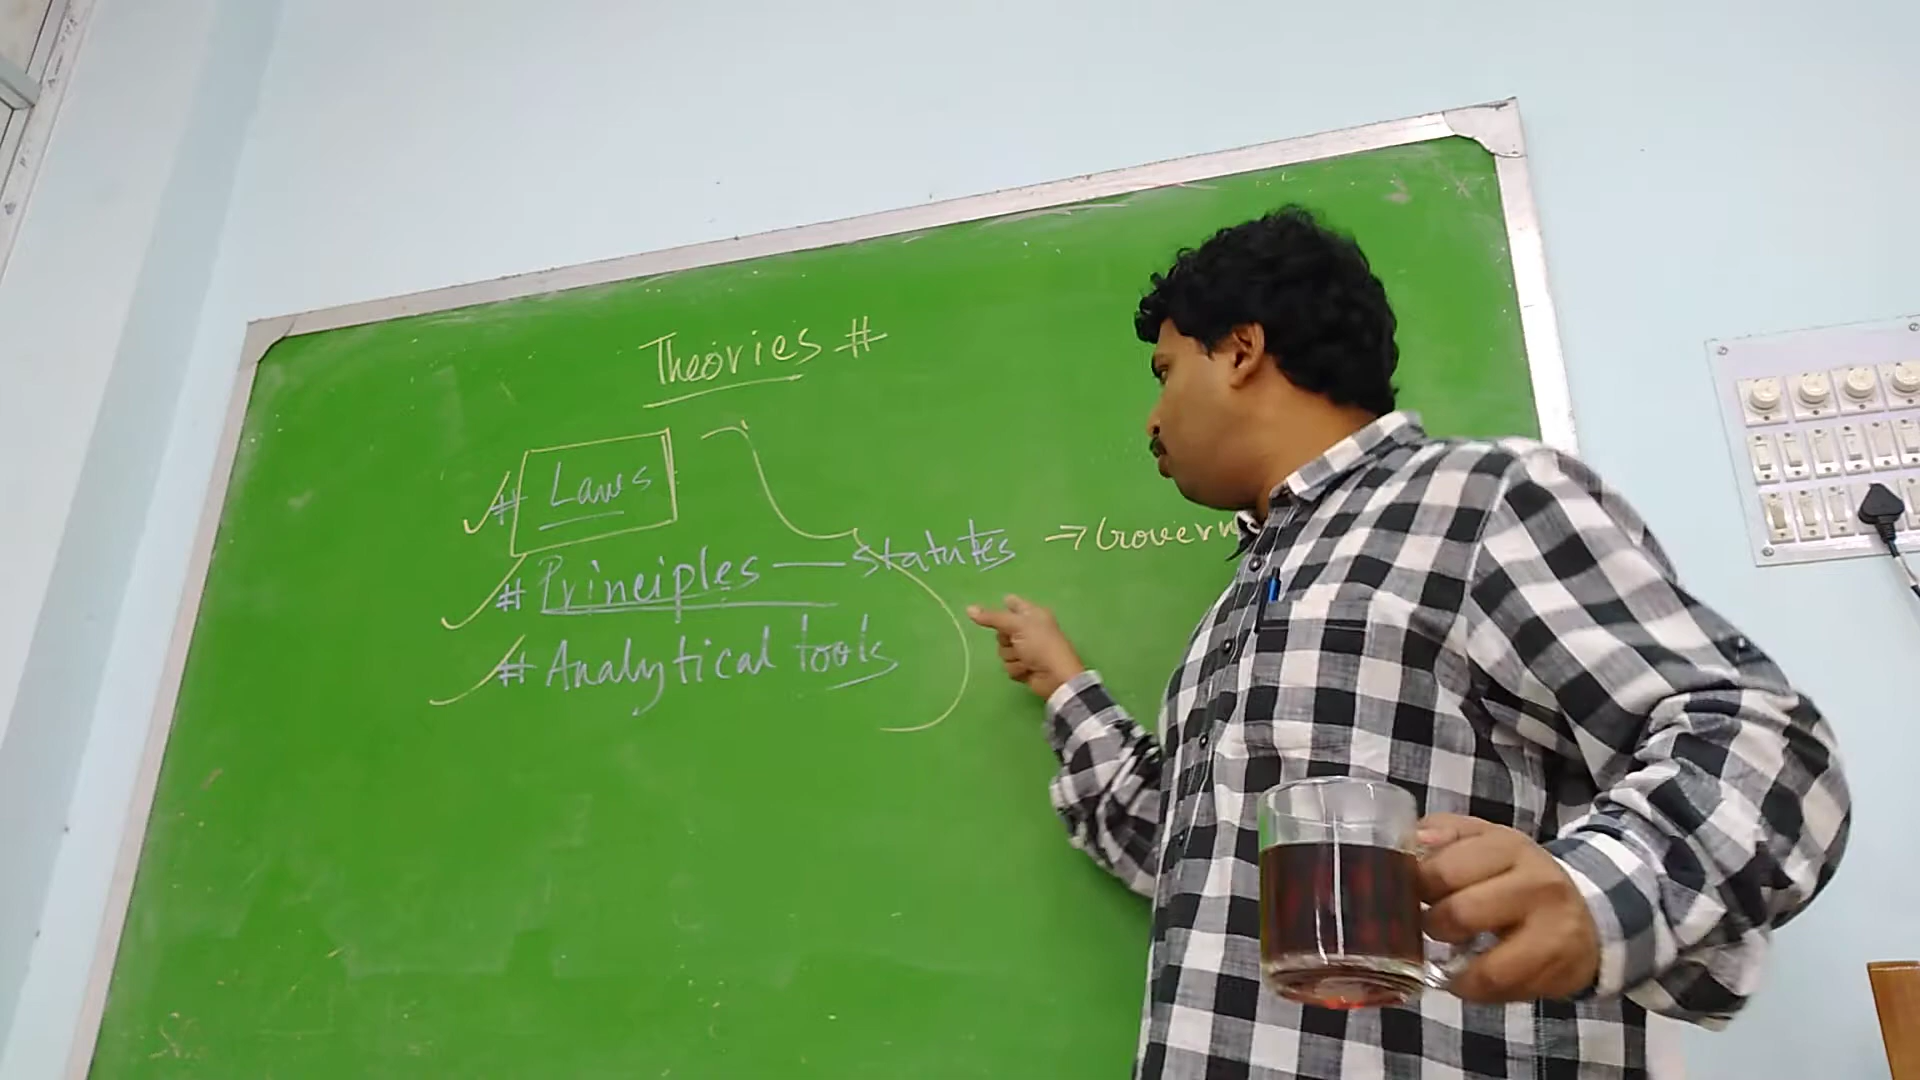 Theories #
# Laws
# Principles — Statutes → Govern
# Analytical tools